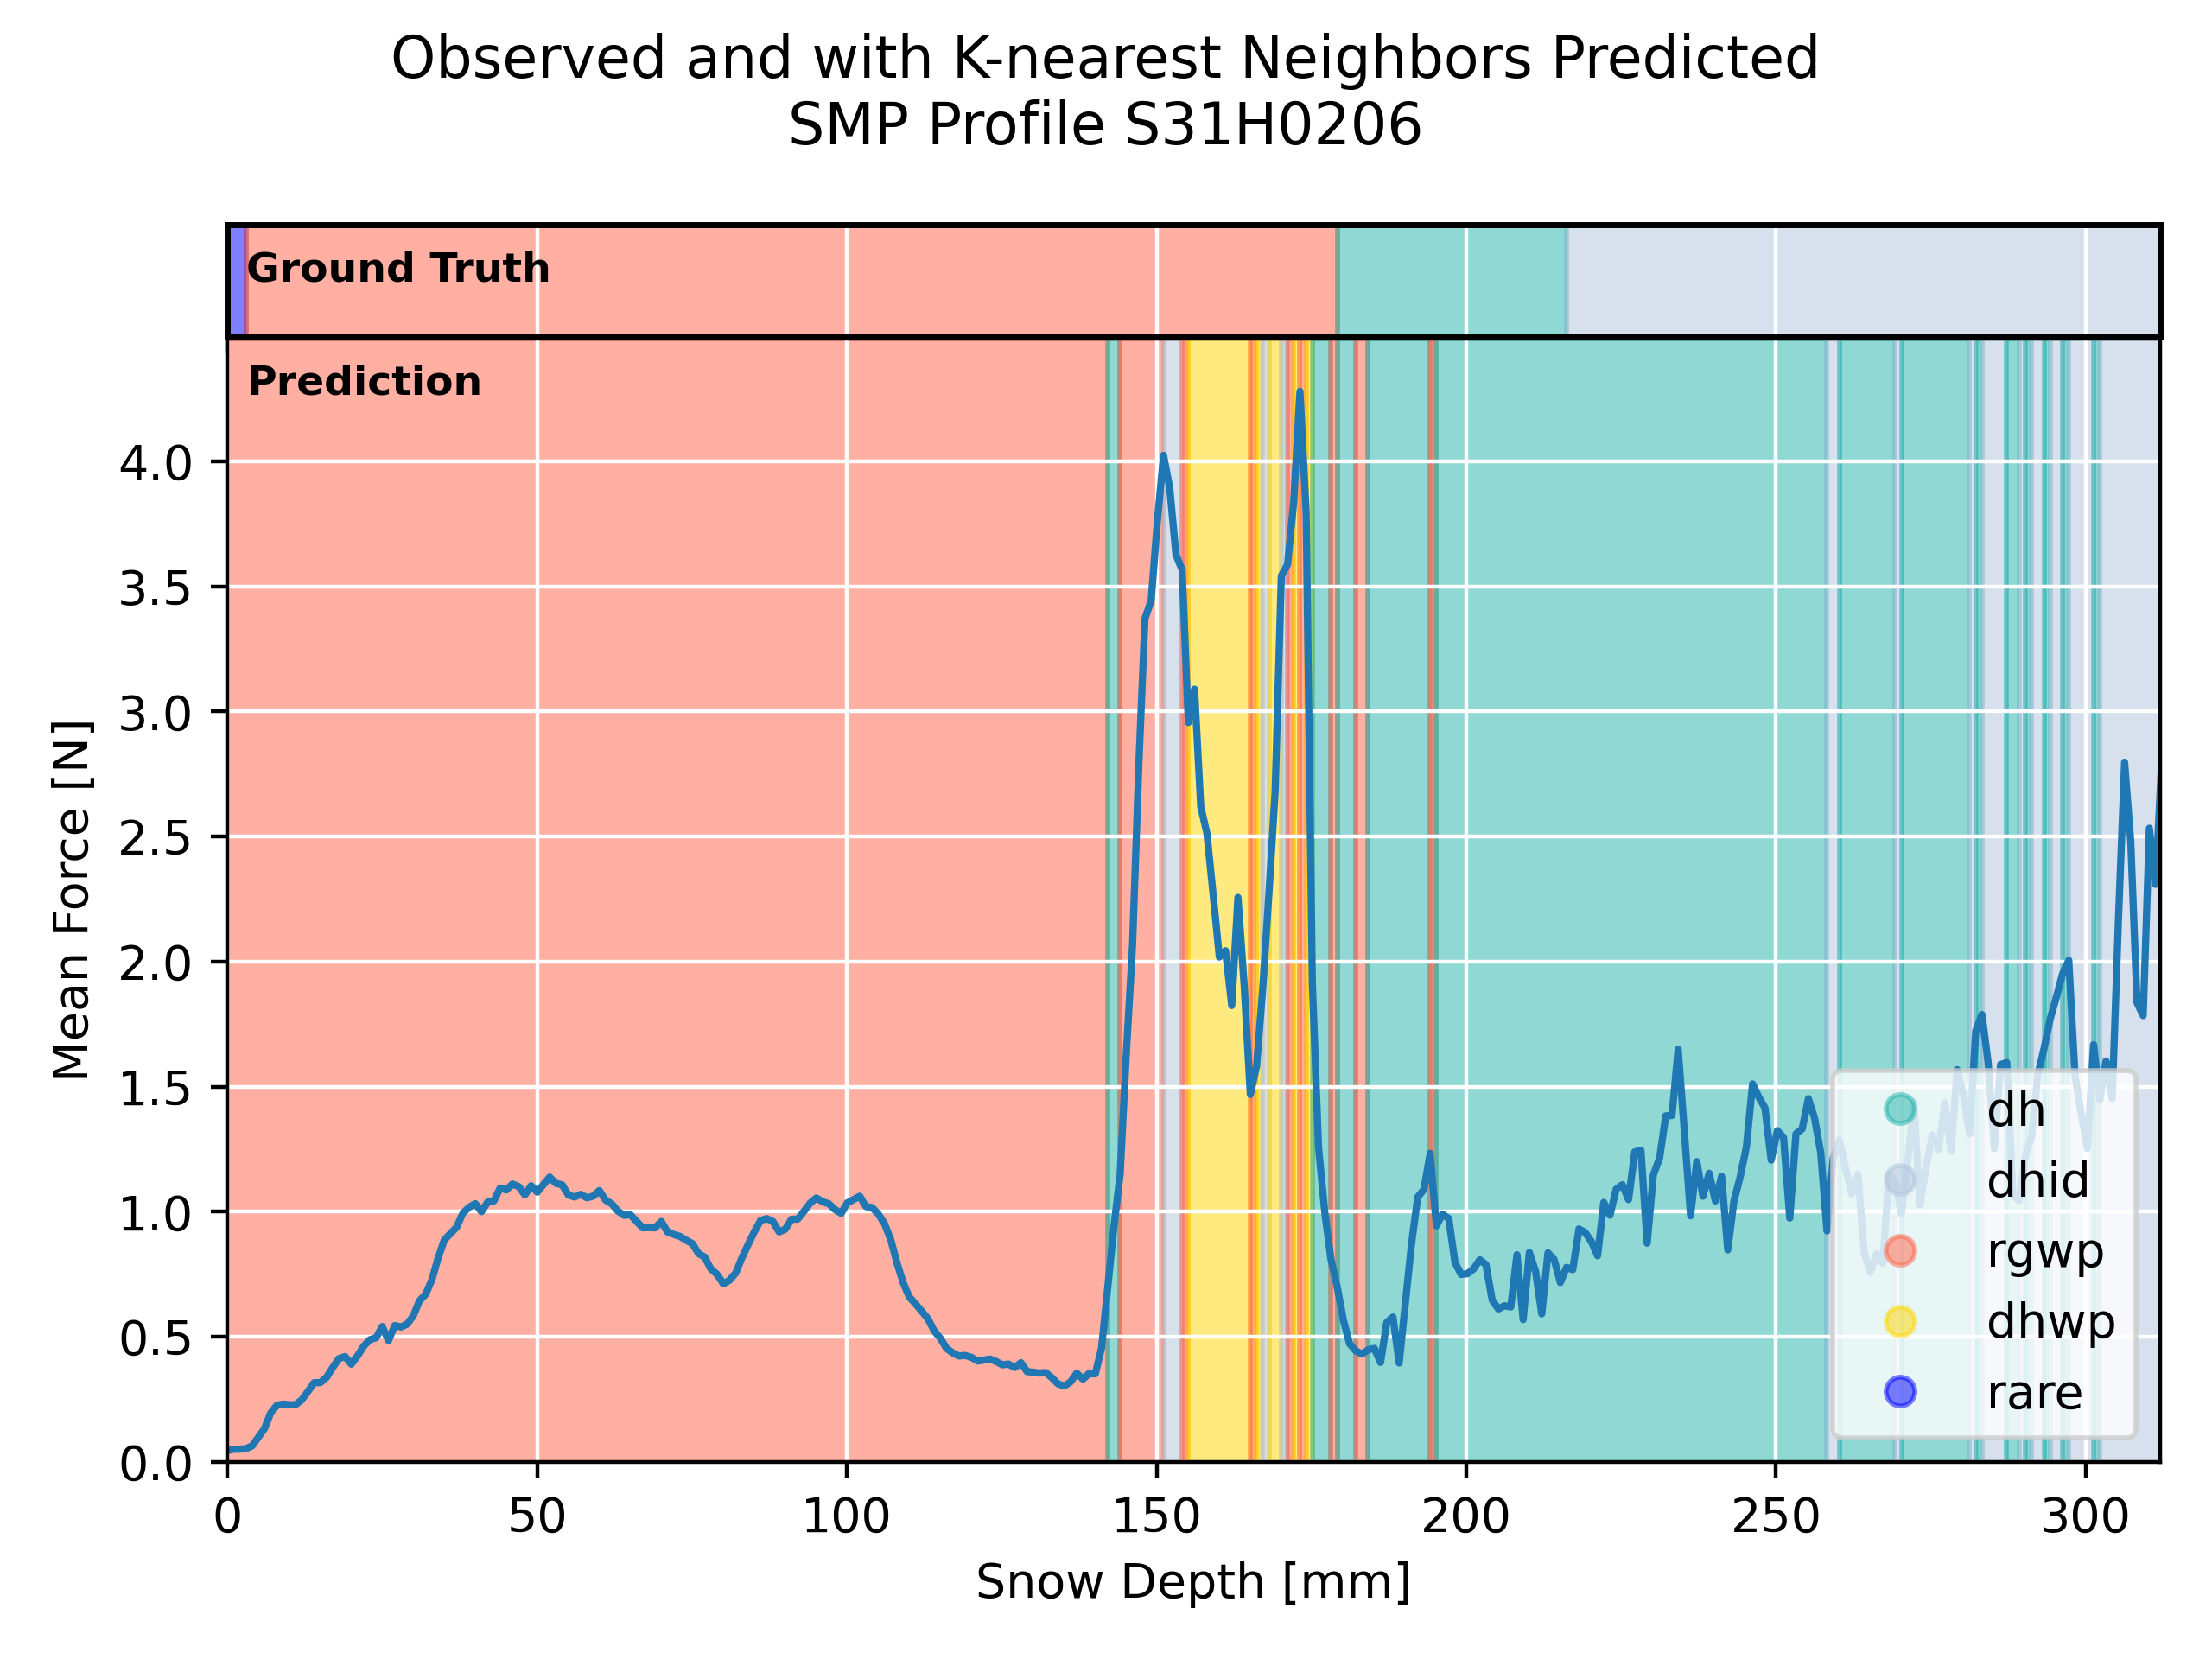 Observed and with K-nearest Neighbors Predicted
SMP Profile S31H0206
Ground Truth
Prediction
4.0
3.5
3.0
2.5
2.0
1.5
1.0
0.5
0.0
Mean Force [N]
dh
dhid
rgwp
dhwp
rare
0 50 100 150 200 250 300
Snow Depth [mm]